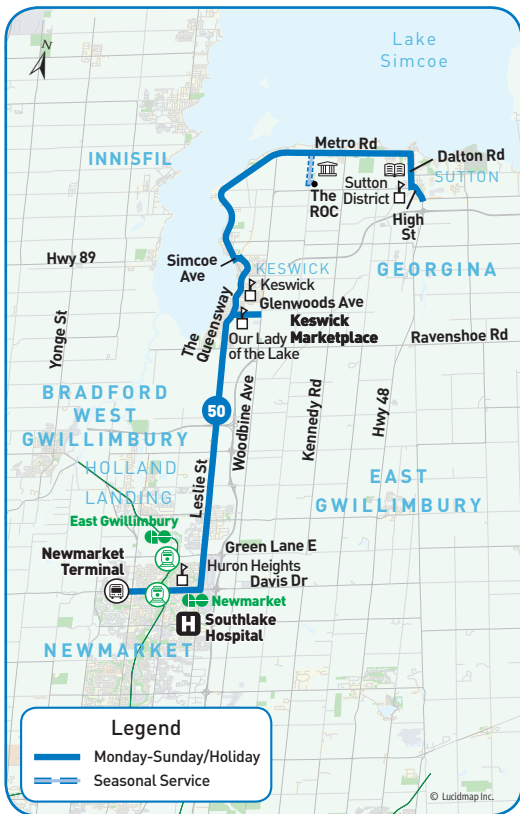 Lake
Simcoe
N
Metro Rd
INNISFIL
Dalton Rd
SUTTON
Sutton
District
The
ROC
High
St
Hwy 89
Simcoe
Ave
KESWICK
GEORGINA
Keswick
Glenwoods Ave
Keswick
Marketplace
The
Queensway
Our Lady
of the Lake
Ravenshoe Rd
Yonge St
BRADFORD
WEST
GWILLIMBURY
50
Woodbine Ave
Kennedy Rd
Hwy 48
HOLLAND
LANDING
Leslie St
EAST
GWILLIMBURY
East Gwillimbury
Newmarket
Terminal
Green Lane E
Huron Heights
Davis Dr
Newmarket
H
Southlake
Hospital
NEWMARKET
Legend
Monday-Sunday/Holiday
Seasonal Service
© Lucidmap Inc.